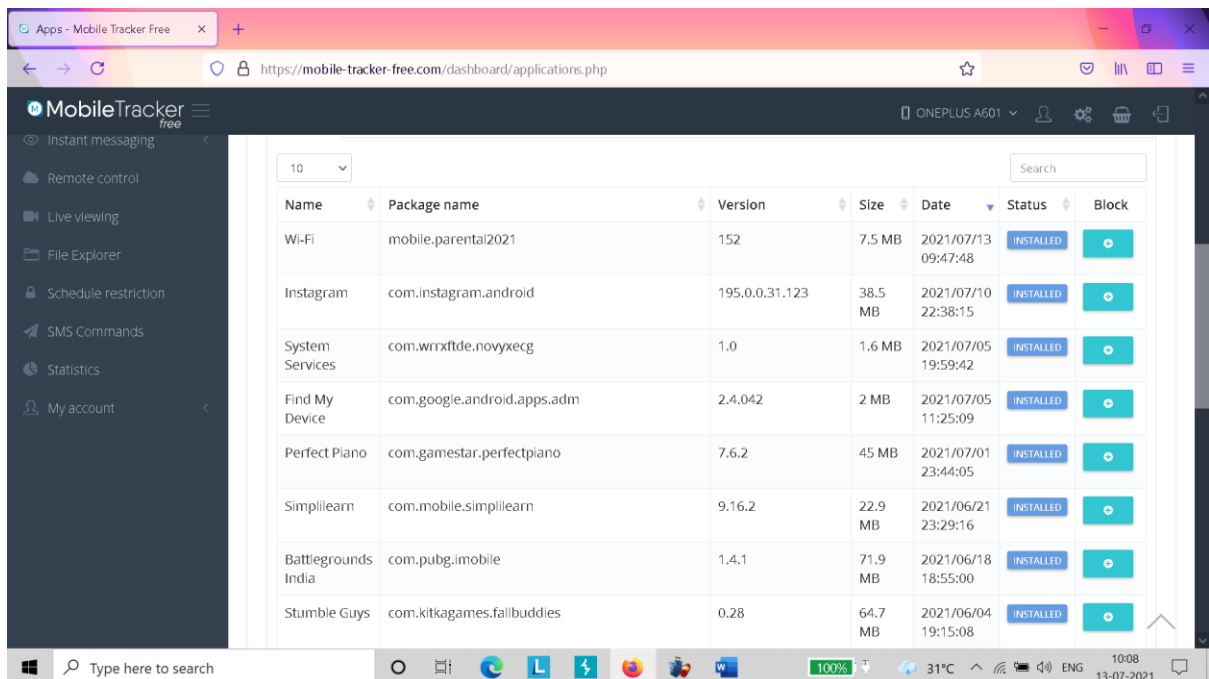 Apps - Mobile Tracker Free
https://mobile-tracker-free.com/dashboard/applications.php
MobileTracker
free
ONEPLUS A601
Instant messaging
Remote control
Live viewing
File Explorer
Schedule restriction
SMS Commands
Statistics
My account
10
Search
Name Package name Version Size Date Status Block
Wi-Fi mobile.parental2021 152 7.5 MB 2021/07/13 INSTALLED
09:47:48
Instagram com.instagram.android 195.0.0.31.123 38.5 2021/07/10 INSTALLED
MB 22:38:15
System com.wrrxftde.novyxecg 1.0 1.6 MB 2021/07/05 INSTALLED
Services 19:59:42
Find My com.google.android.apps.adm 2.4.042 2 MB 2021/07/05 INSTALLED
Device 11:25:09
Perfect Piano com.gamestar.perfectpiano 7.6.2 45 MB 2021/07/01 INSTALLED
23:44:05
Simplilearn com.mobile.simplilearn 9.16.2 22.9 2021/06/21 INSTALLED
MB 23:29:16
Battlegrounds com.pubg.imobile 1.4.1 71.9 2021/06/18 INSTALLED
India MB 18:55:00
Stumble Guys com.kitkagames.fallbuddies 0.28 64.7 2021/06/04 INSTALLED
MB 19:15:08
Type here to search
100%
31°C
ENG
10:08
13-07-2021